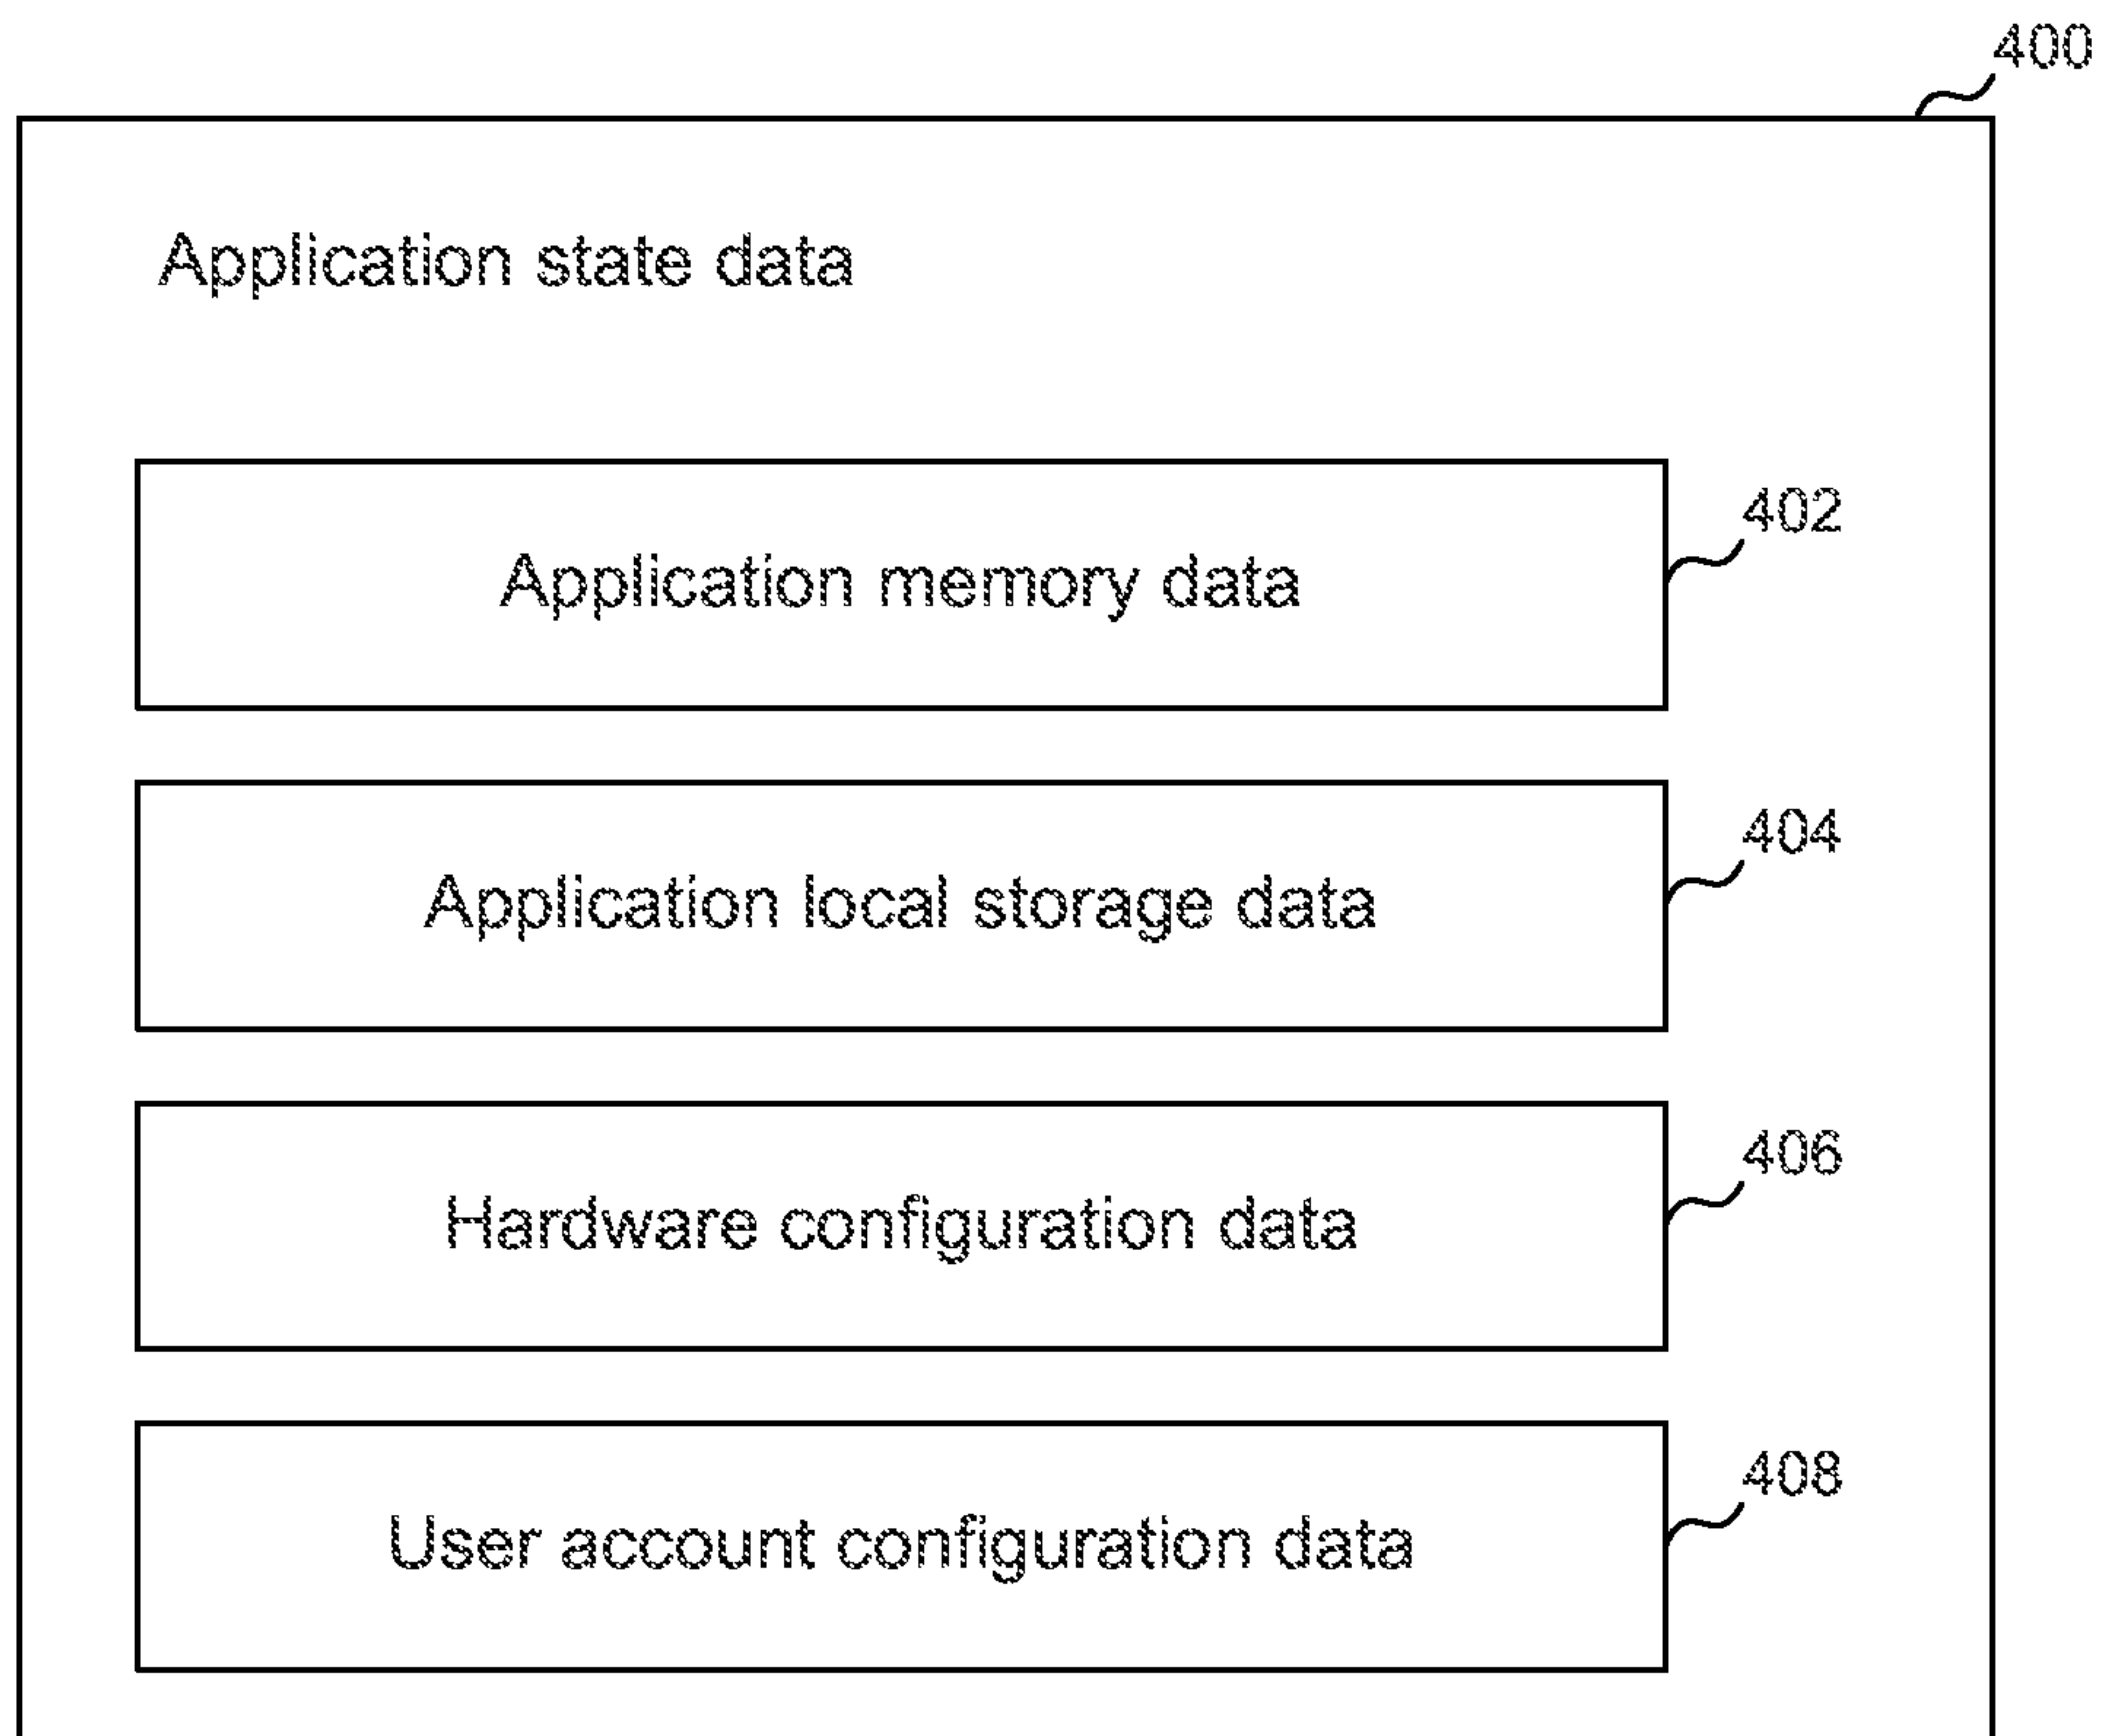 400
Application state data
402
Application memory data
404
Application local storage data
406
Hardware configuration data
408
User account configuration data